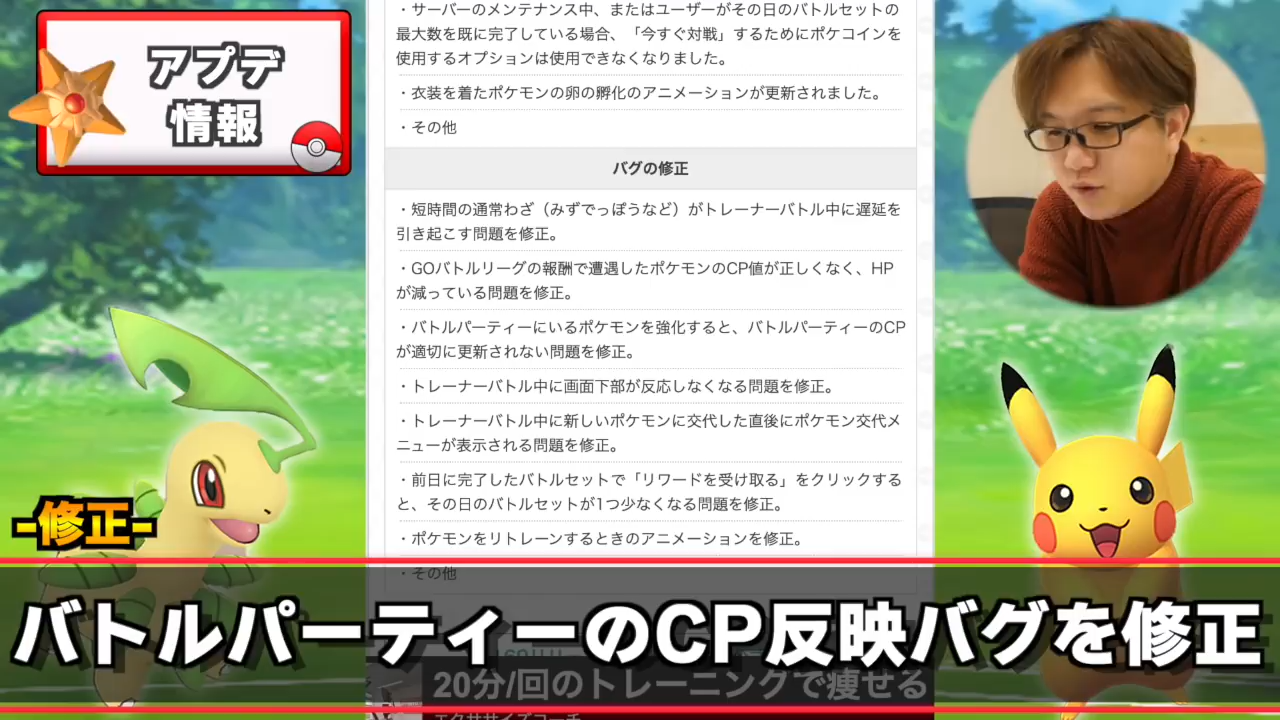 アプデ
情報
・サーバーのメンテナンス中、またはユーザーがその日のバトルセットの
最大数を既に完了している場合、「今すぐ対戦」するためにポケコインを
使用するオプションは使用できなくなりました。
・衣装を着たポケモンの卵の孵化のアニメーションが更新されました。
・その他
バグの修正
・短時間の通常わざ（みずでっぽうなど）がトレーナーバトル中に遅延を
引き起こす問題を修正。
・GOバトルリーグの報酬で遭遇したポケモンのCP値が正しくなく、HP
が減っている問題を修正。
・バトルパーティーにいるポケモンを強化すると、バトルパーティーのCP
が適切に更新されない問題を修正。
・トレーナーバトル中に画面下部が反応しなくなる問題を修正。
・トレーナーバトル中に新しいポケモンに交代した直後にポケモン交代メ
ニューが表示される問題を修正。
・前日に完了したバトルセットで「リワードを受け取る」をクリックする
と、その日のバトルセットが1つ少なくなる問題を修正。
・ポケモンをリトレーンするときのアニメーションを修正。
・その他
-修正-
バトルパーティーのCP反映バグを修正
20分/回のトレーニングで痩せる
エクササイズコーチ